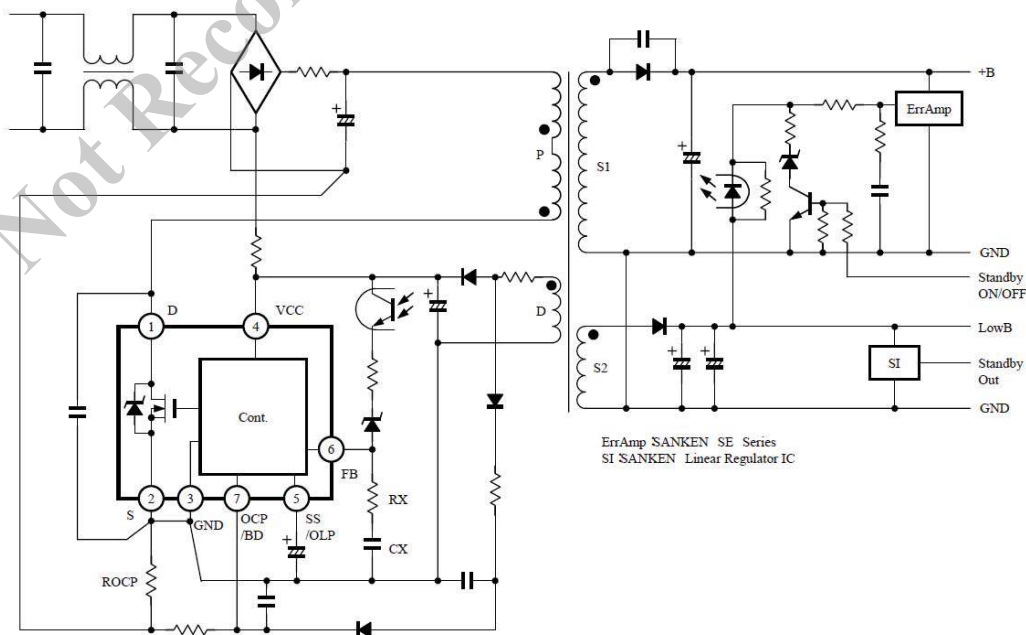 Not Reco
+B
ErrAmp
P
S1
GND
Standby
ON/OFF
D
VCC
D
LowB
1
4
S2
SI
Standby
Out
Cont.
GND
6
FB
ErrAmp SANKEN SE Series
SI SANKEN Linear Regulator IC
2
3
7
5
RX
S
GND
OCP
/BD
SS
/OLP
CX
ROCP